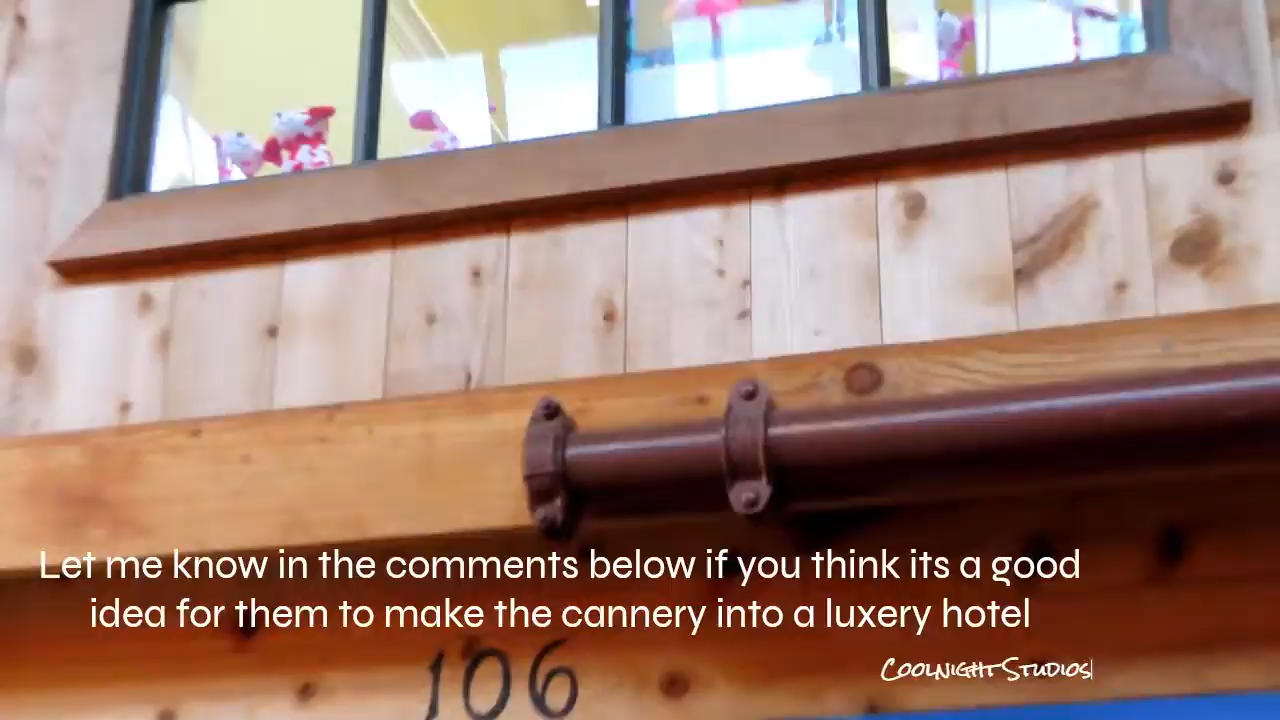 Let me know in the comments below if you think its a good
idea for them to make the cannery into a luxery hotel
CoolNight Studios
106